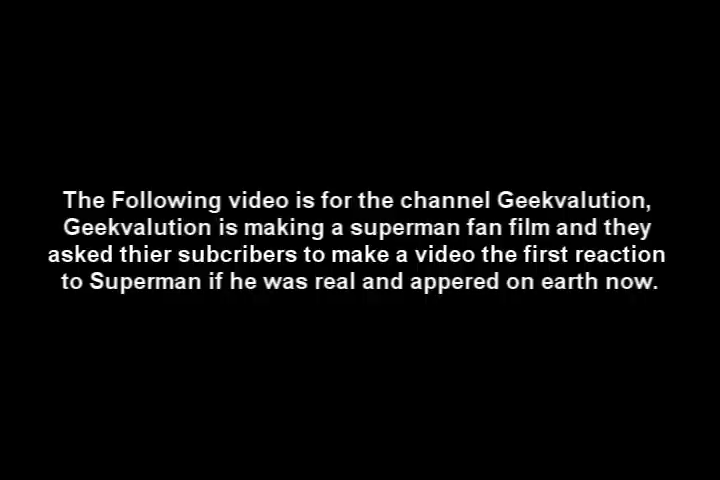 The Following video is for the channel Geekvalution,
Geekvalution is making a superman fan film and they
asked thier subcribers to make a video the first reaction
to Superman if he was real and appered on earth now.